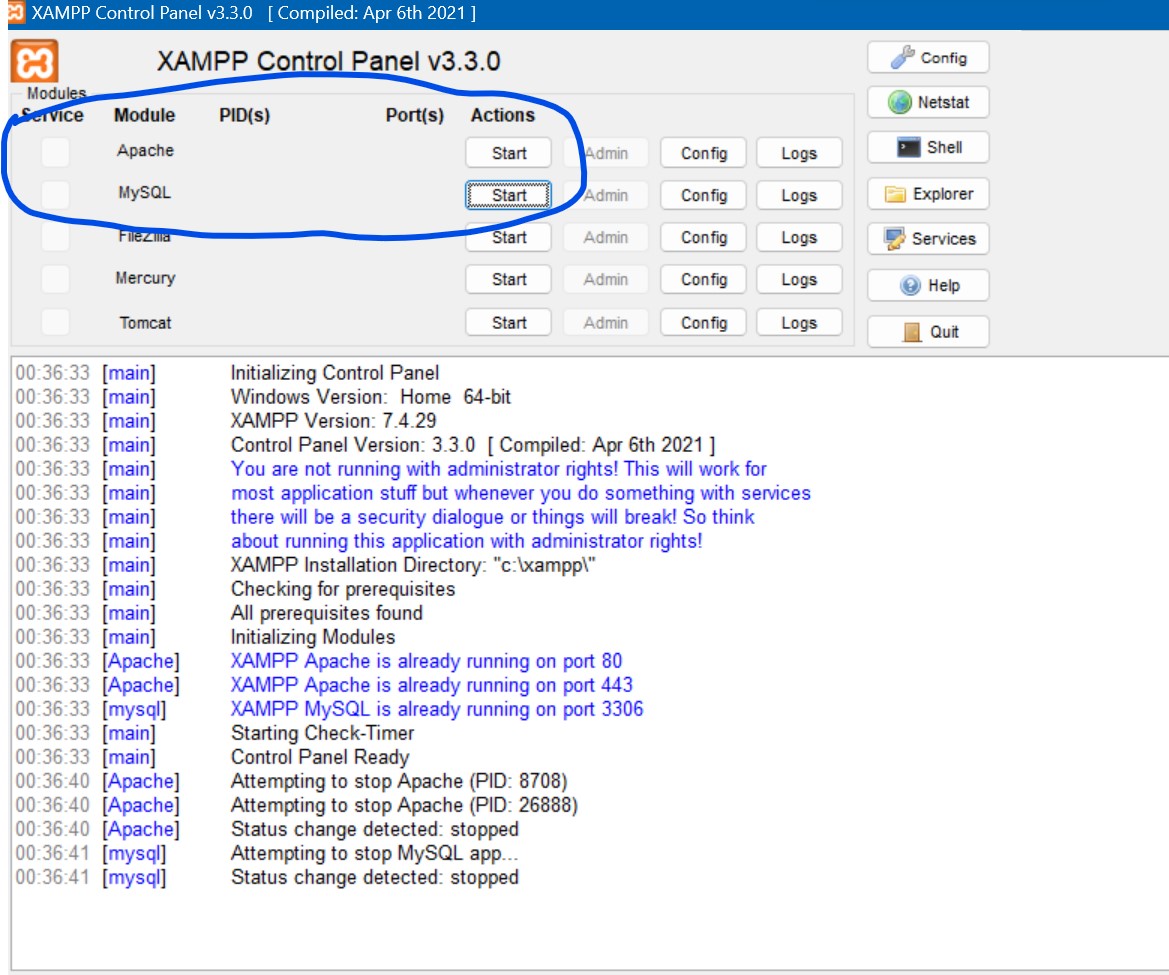 XAMPP Control Panel v3.3.0 [ Compiled: Apr 6th 2021 ]
XAMPP Control Panel v3.3.0
Config
Modules
Service Module PID(s) Port(s) Actions
Netstat
Apache Start Admin Config Logs
Shell
MySQL Start Admin Config Logs
Explorer
FileZilla Start Admin Config Logs
Services
Mercury Start Admin Config Logs
Help
Tomcat Start Admin Config Logs
Quit
00:36:33 [main] Initializing Control Panel
00:36:33 [main] Windows Version: Home 64-bit
00:36:33 [main] XAMPP Version: 7.4.29
00:36:33 [main] Control Panel Version: 3.3.0 [ Compiled: Apr 6th 2021 ]
00:36:33 [main] You are not running with administrator rights! This will work for
00:36:33 [main] most application stuff but whenever you do something with services
00:36:33 [main] there will be a security dialogue or things will break! So think
00:36:33 [main] about running this application with administrator rights!
00:36:33 [main] XAMPP Installation Directory: "c:\xampp\"
00:36:33 [main] Checking for prerequisites
00:36:33 [main] All prerequisites found
00:36:33 [main] Initializing Modules
00:36:33 [Apache] XAMPP Apache is already running on port 80
00:36:33 [Apache] XAMPP Apache is already running on port 443
00:36:33 [mysql] XAMPP MySQL is already running on port 3306
00:36:33 [main] Starting Check-Timer
00:36:33 [main] Control Panel Ready
00:36:40 [Apache] Attempting to stop Apache (PID: 8708)
00:36:40 [Apache] Attempting to stop Apache (PID: 26888)
00:36:40 [Apache] Status change detected: stopped
00:36:41 [mysql] Attempting to stop MySQL app...
00:36:41 [mysql] Status change detected: stopped